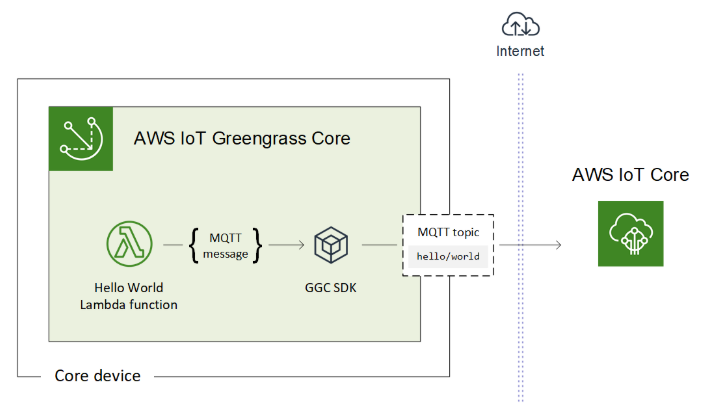 Internet
AWS IoT Greengrass Core
AWS IoT Core
MQTT topic
hello/world
{ MQTT
message }
Hello World
Lambda function
GGC SDK
Core device